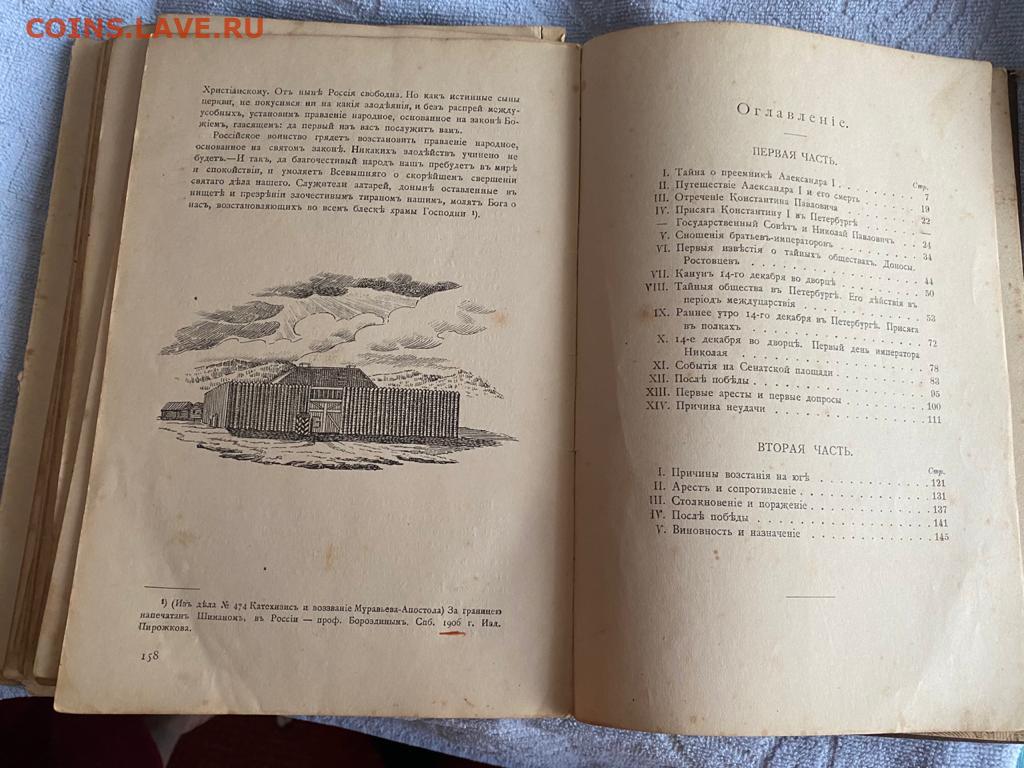 COINS.LAVE.RU
Христіанскому. Отъ нынѣ Россія свободна. Но какъ истинные сыны
церкви, не покусимся ни на какія злодѣянія, и безъ распрей между-
усобныхъ, установимъ правленіе народное, основанное на законѣ Бо-
жіемъ, гласящемъ: да первый изъ васъ послужитъ вамъ.
Россійское воинство грядетъ возстановить правленіе народное,
основанное на святомъ законѣ. Никакихъ злодѣйствъ учинено не
будетъ.—И такъ, да благочестивый народъ нашъ пребудетъ въ мирѣ
и спокойствіи, и умоляетъ Всевышняго о скорѣйшемъ свершеніи
святаго дѣла нашего. Служители алтарей, донынѣ оставленные въ
нищетѣ и презрѣніи злочестивымъ тираномъ нашимъ, молятъ Бога о
насъ, возстановляющихъ во всемъ блескѣ храмы Господни ¹).
¹) (Изъ дѣла № 474 Катехизисъ и воззваніе Муравьева-Апостола) За границею
напечатанъ Шиманомъ, въ Россіи — проф. Бороздинымъ. Спб. 1906 г. Изд.
Пирожкова.
158
Оглавленіе.
ПЕРВАЯ ЧАСТЬ.
Стр.
I. Тайна о преемникѣ Александра I . . . . . . . 7
II. Путешествіе Александра I и его смерть . . . . . 19
III. Отреченіе Константина Павловича . . . . . . . 22
IV. Присяга Константину I въ Петербургѣ . . . . . —
— Государственный Совѣтъ и Николай Павловичъ . . 24
V. Сношенія братьевъ-императоровъ . . . . . . . 34
VI. Первыя извѣстія о тайныхъ обществахъ. Доносы.
Ростовцевъ . . . . . . . . . . . . . 44
VII. Канунъ 14-го декабря во дворцѣ . . . . . . . 50
VIII. Тайныя общества въ Петербургѣ. Его дѣйствія въ
періодъ междуцарствія . . . . . . . . . . 53
IX. Раннее утро 14-го декабря въ Петербургѣ. Присяга
въ полкахъ . . . . . . . . . . . . . 72
X. 14-е декабря во дворцѣ. Первый день императора
Николая . . . . . . . . . . . . . . 78
XI. Событія на Сенатской площади . . . . . . . . 83
XII. Послѣ побѣды . . . . . . . . . . . . . 95
XIII. Первые аресты и первые допросы . . . . . . . 100
XIV. Причина неудачи . . . . . . . . . . . . 111
ВТОРАЯ ЧАСТЬ.
Стр.
I. Причины возстанія на югѣ . . . . . . . . . 121
II. Арестъ и сопротивленіе . . . . . . . . . . 131
III. Столкновеніе и пораженіе . . . . . . . . . 137
IV. Послѣ побѣды . . . . . . . . . . . . . 141
V. Виновность и назначеніе . . . . . . . . . . 145